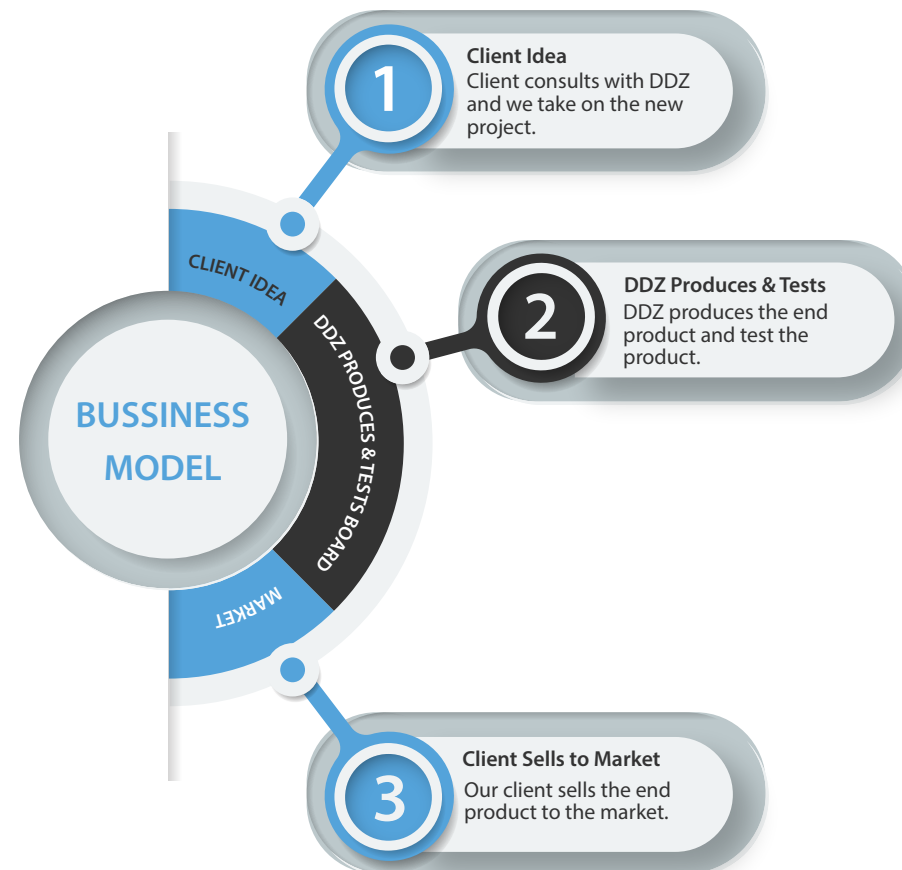 1
Client Idea
Client consults with DDZ
and we take on the new
project.
CLIENT IDEA
2
DDZ Produces & Tests
DDZ produces the end
product and test the
product.
DDZ PRODUCES & TESTS BOARD
BUSSINESS
MODEL
MARKET
3
Client Sells to Market
Our client sells the end
product to the market.